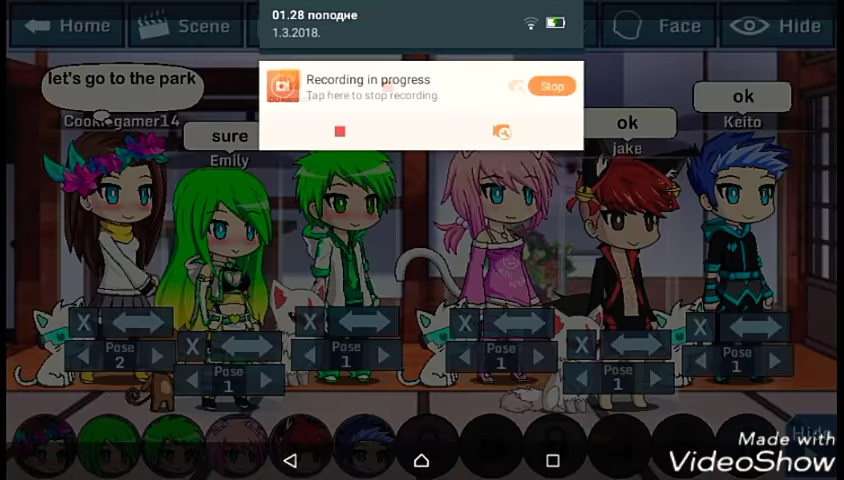 01.28 поподне
1.3.2018.
Home
Scene
Face
Hide
Recording in progress
Tap here to stop recording.
Stop
let's go to the park
Cookiegamer14
sure
Emily
ok
jake
ok
Keito
X
X
X
X
X
X
Pose
2
Pose
1
Pose
1
Pose
1
Pose
1
Pose
1
Hide
Made with
VideoShow